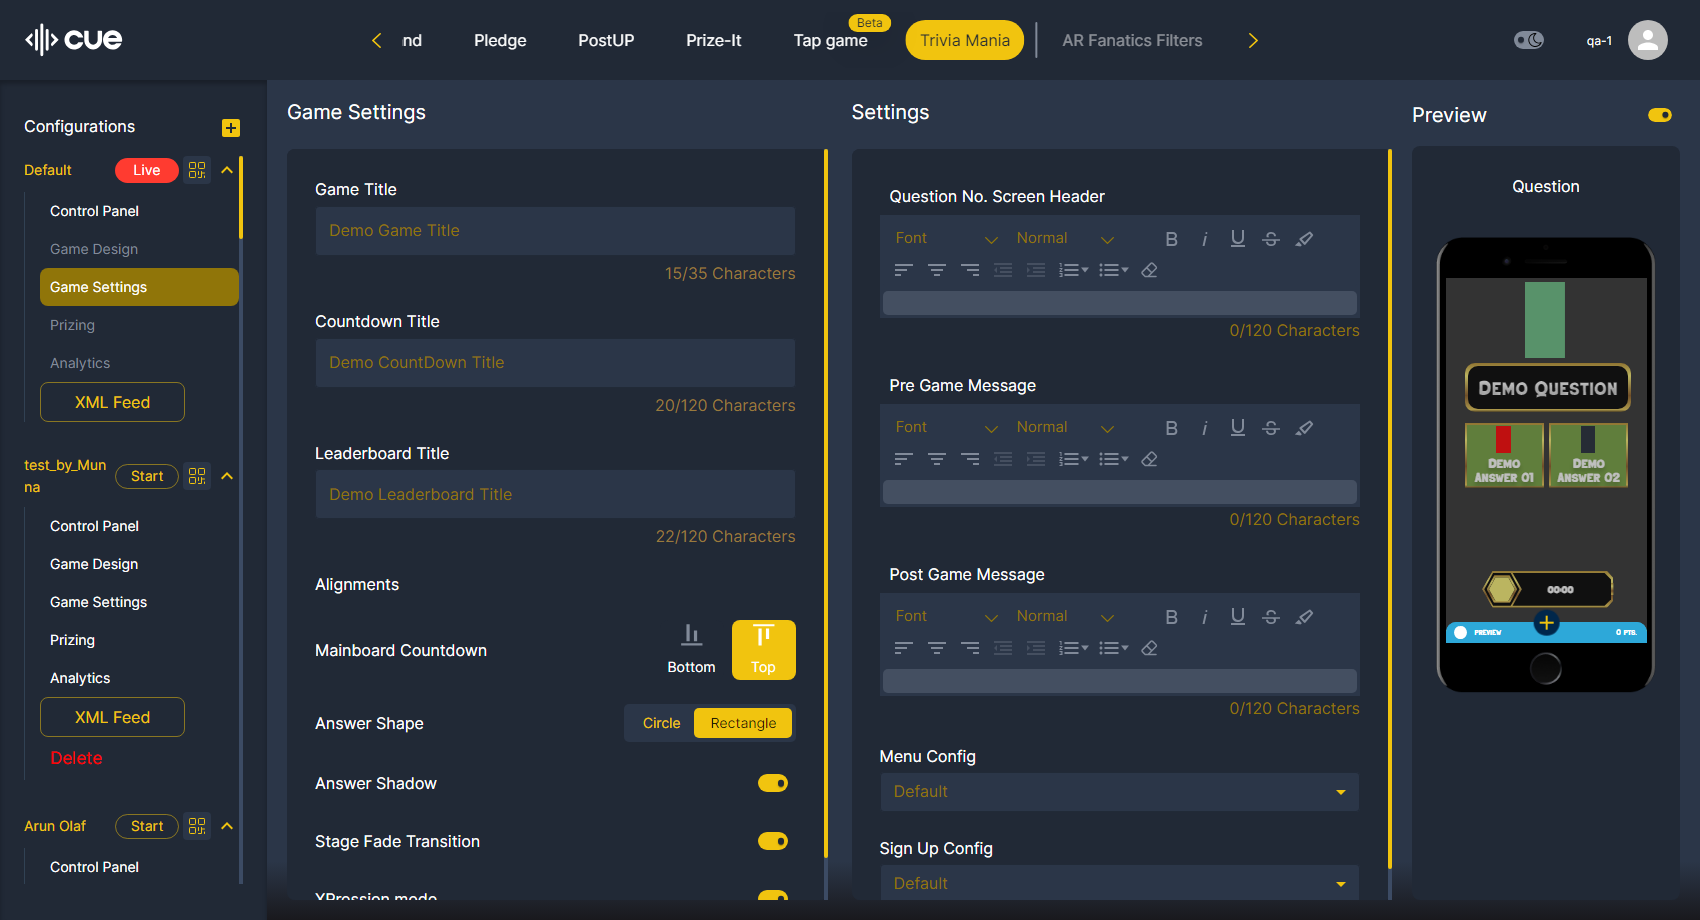 cue
nd
Pledge
PostUP
Prize-It
Tap game
Beta
Trivia Mania
AR Fanatics Filters
qa-1
Configurations
Default
Live
Control Panel
Game Design
Game Settings
Prizing
Analytics
XML Feed
test_by_Mun
na
Start
Control Panel
Game Design
Game Settings
Prizing
Analytics
XML Feed
Delete
Arun Olaf
Start
Control Panel
Game Settings
Game Title
Demo Game Title
15/35 Characters
Countdown Title
Demo CountDown Title
20/120 Characters
Leaderboard Title
Demo Leaderboard Title
22/120 Characters
Alignments
Mainboard Countdown
Bottom
Top
Answer Shape
Circle
Rectangle
Answer Shadow
Stage Fade Transition
XPression mode
Settings
Question No. Screen Header
Font
Normal
B i U S
0/120 Characters
Pre Game Message
Font
Normal
B i U S
0/120 Characters
Post Game Message
Font
Normal
B i U S
0/120 Characters
Menu Config
Default
Sign Up Config
Default
Preview
Question
DEMO QUESTION
DEMO
ANSWER 01
DEMO
ANSWER 02
00:00
PREVIEW
0 PTS.